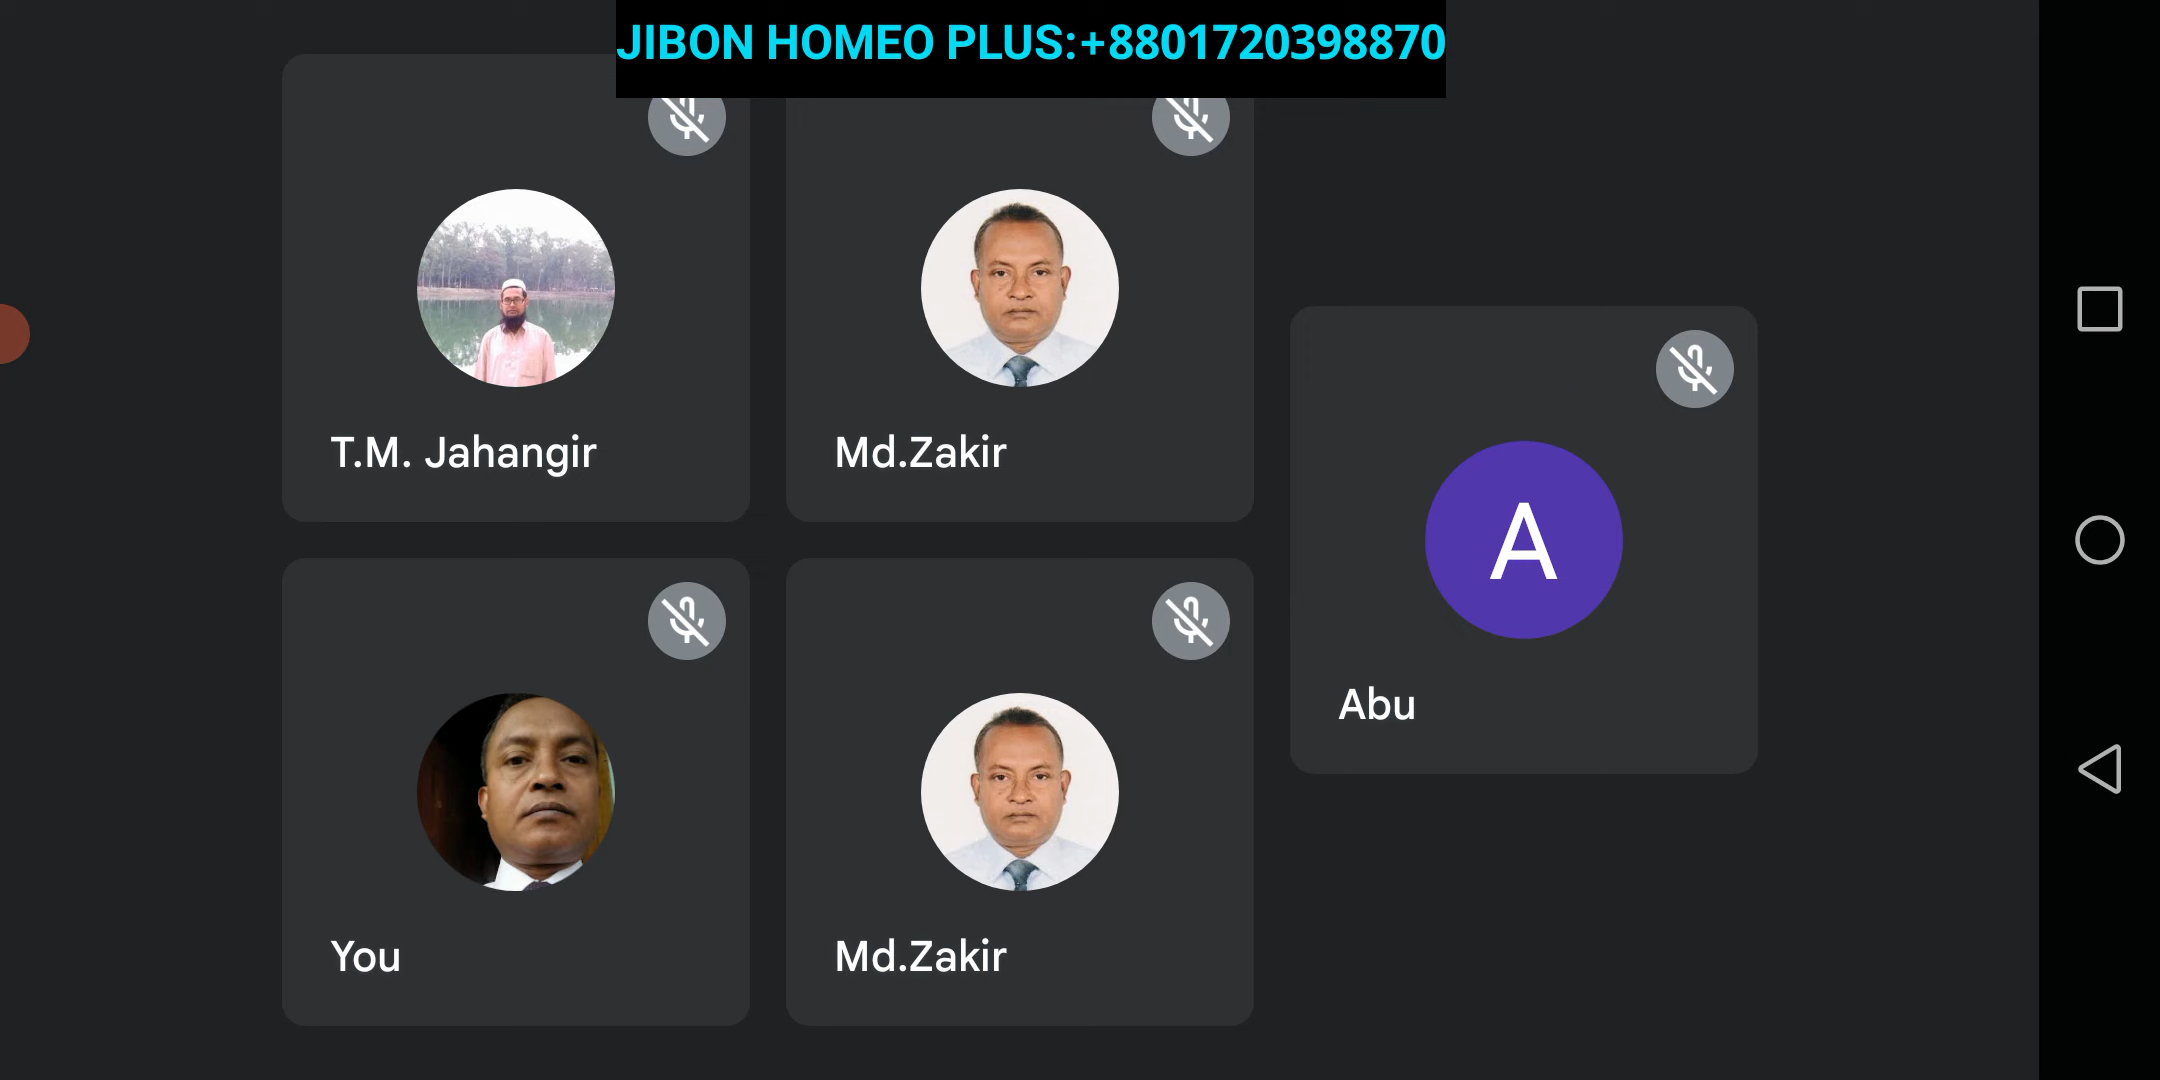 JIBON HOMEO PLUS:+8801720398870
T.M. Jahangir
Md.Zakir
A
Abu
You
Md.Zakir